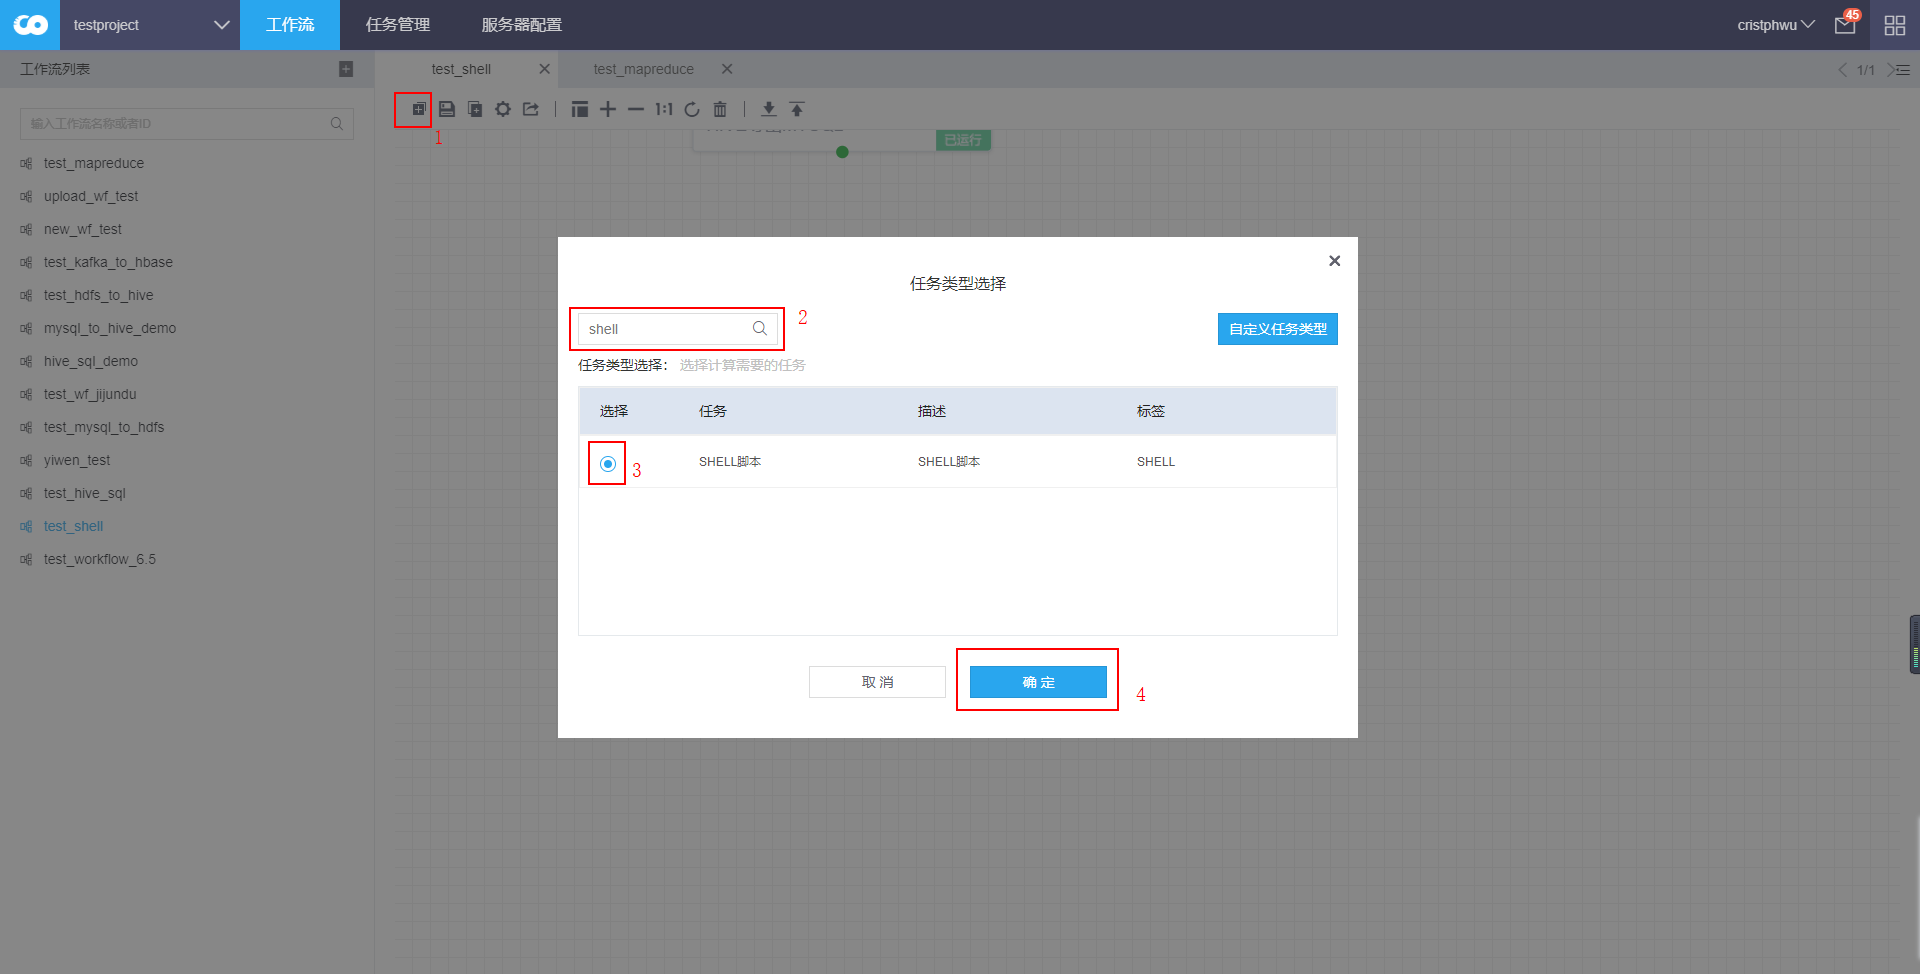 testproject
工作流
任务管理
服务器配置
cristphwu
45
工作流列表
test_shell
test_mapreduce
1/1
输入工作流名称或者ID
1:1
1
已运行
test_mapreduce
upload_wf_test
new_wf_test
test_kafka_to_hbase
test_hdfs_to_hive
mysql_to_hive_demo
hive_sql_demo
test_wf_jijundu
test_mysql_to_hdfs
yiwen_test
test_hive_sql
test_shell
test_workflow_6.5
任务类型选择
shell
2
自定义任务类型
任务类型选择： 选择计算需要的任务
选择 任务 描述 标签
3
SHELL脚本 SHELL脚本 SHELL
取 消
确 定
4